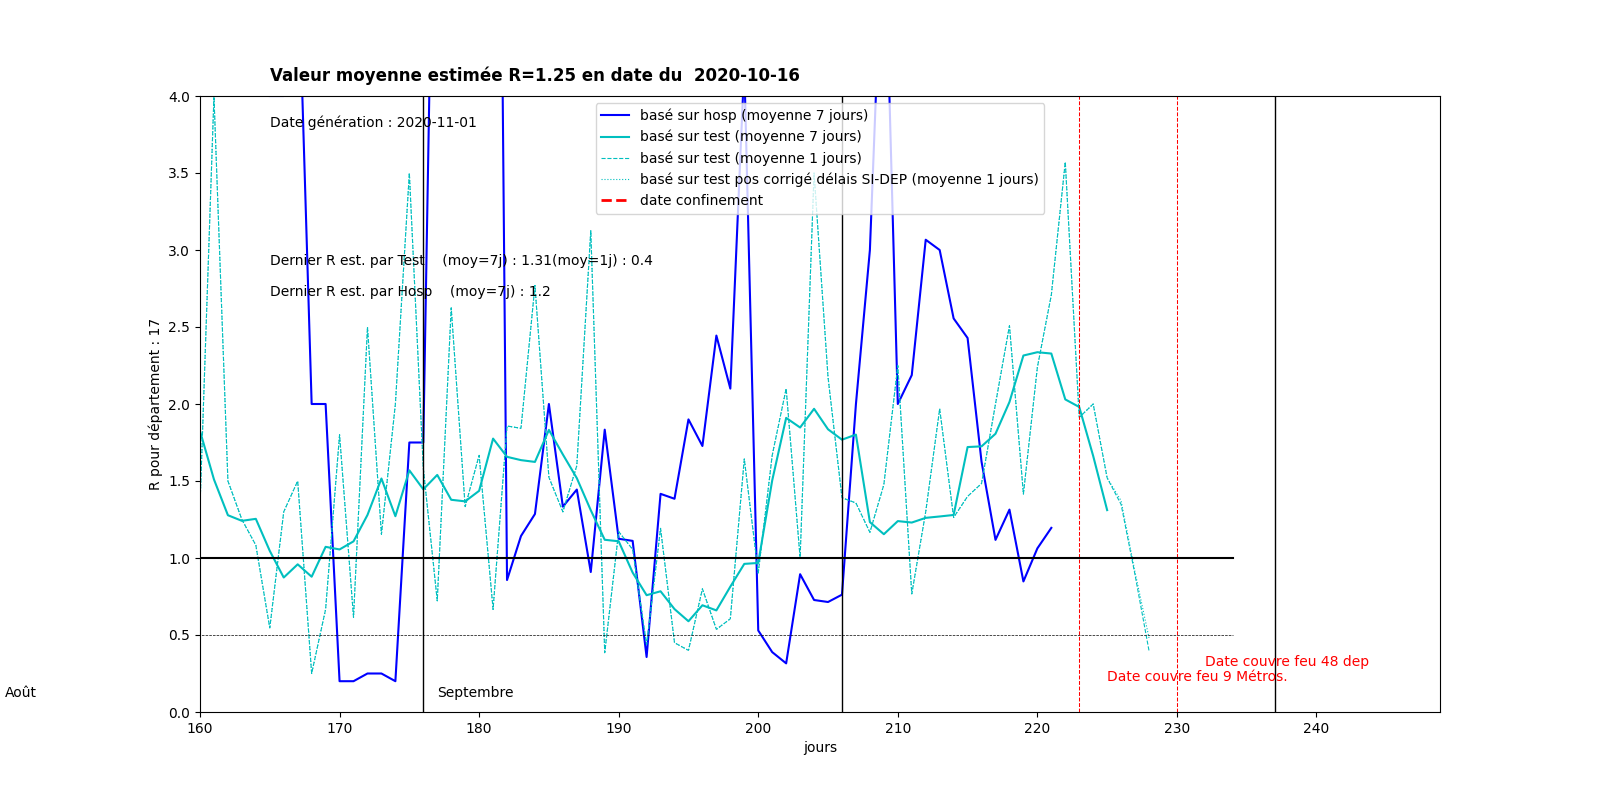 Valeur moyenne estimée R=1.25 en date du  2020-10-16
4.0
3.5
3.0
2.5
2.0
1.5
1.0
0.5
0.0
R pour département : 17
Date génération : 2020-11-01
basé sur hosp (moyenne 7 jours)
basé sur test (moyenne 7 jours)
basé sur test (moyenne 1 jours)
basé sur test pos corrigé délais SI-DEP (moyenne 1 jours)
date confinement
Dernier R est. par Test    (moy=7j) : 1.31(moy=1j) : 0.4
Dernier R est. par Hosp    (moy=7j) : 1.2
Date couvre feu 48 dep
Date couvre feu 9 Métros.
Août
Septembre
160 170 180 190 200 210 220 230 240
jours